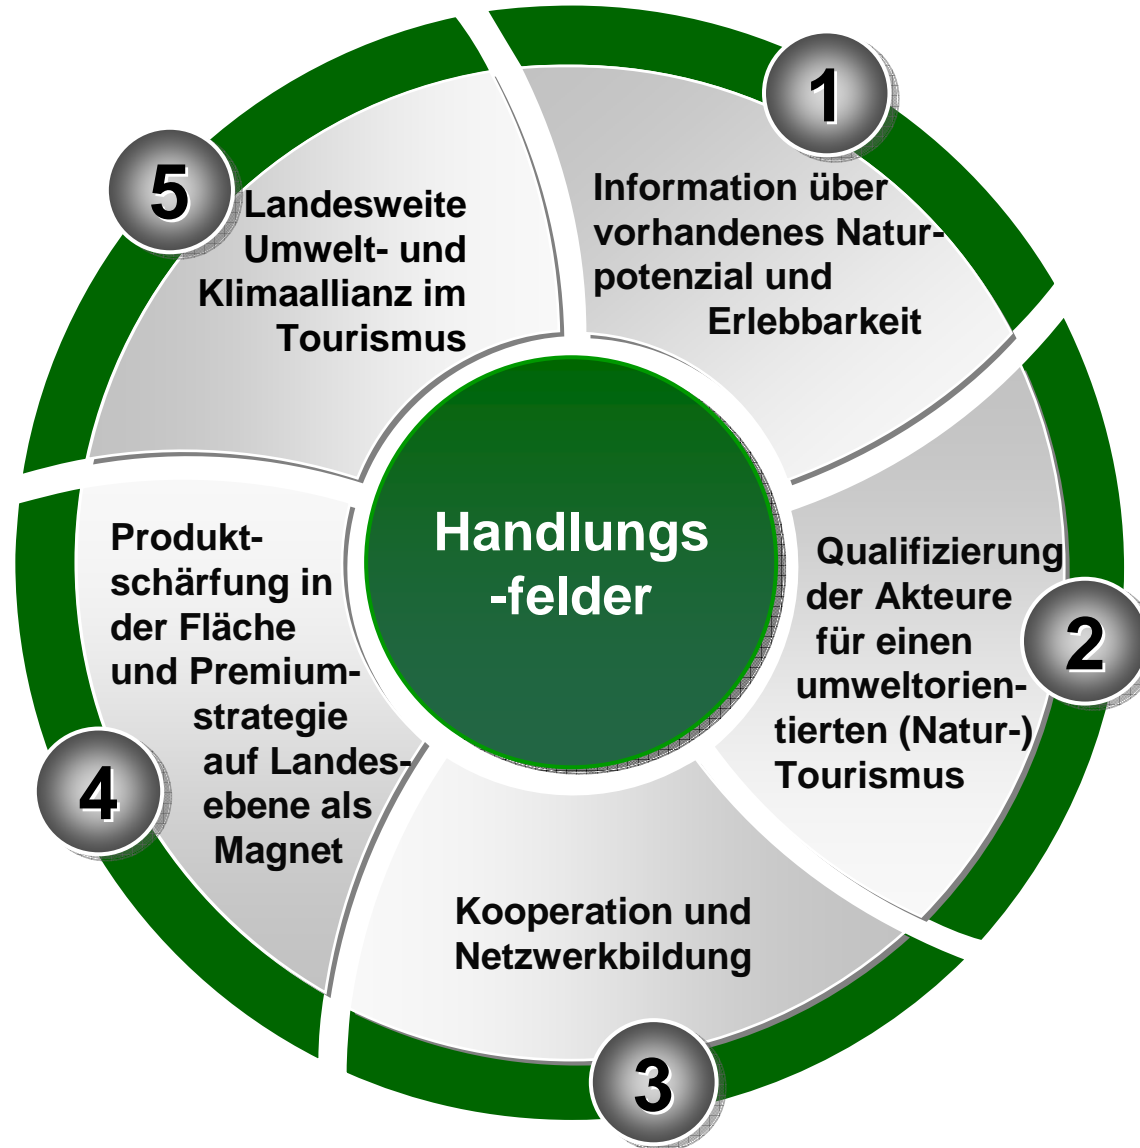 Handlungs
-felder
1
Information über
vorhandenes Natur-
potenzial und
Erlebbarkeit
2
Qualifizierung
der Akteure
für einen
umweltorien-
tierten (Natur-)
Tourismus
3
Kooperation und
Netzwerkbildung
4
Produkt-
schärfung in
der Fläche
und Premium-
strategie
auf Landes-
ebene als
Magnet
5
Landesweite
Umwelt- und
Klimaallianz im
Tourismus